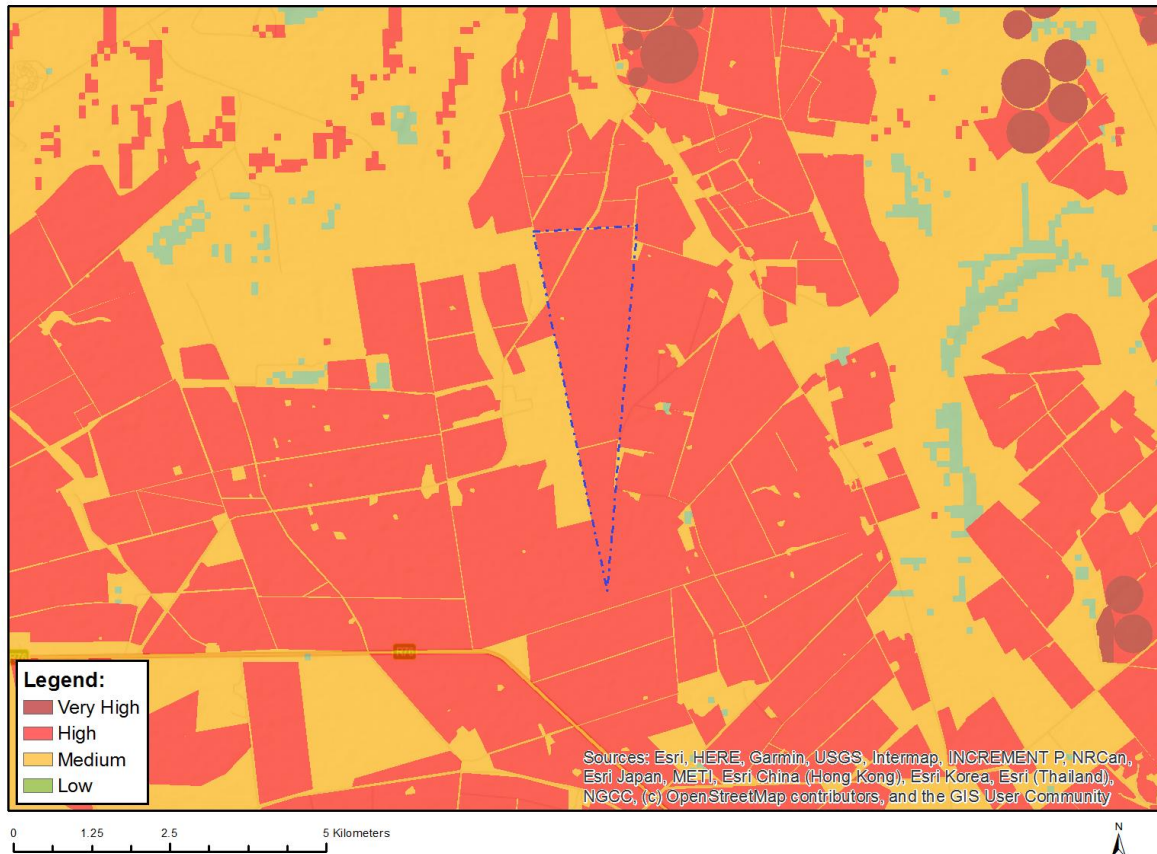 R76
R76
Legend:
Very High
High
Medium
Low
Sources: Esri, HERE, Garmin, USGS, Intermap, INCREMENT P, NRCan,
Esri Japan, METI, Esri China (Hong Kong), Esri Korea, Esri (Thailand),
NGCC, (c) OpenStreetMap contributors, and the GIS User Community
0 1.25 2.5 5 Kilometers
N